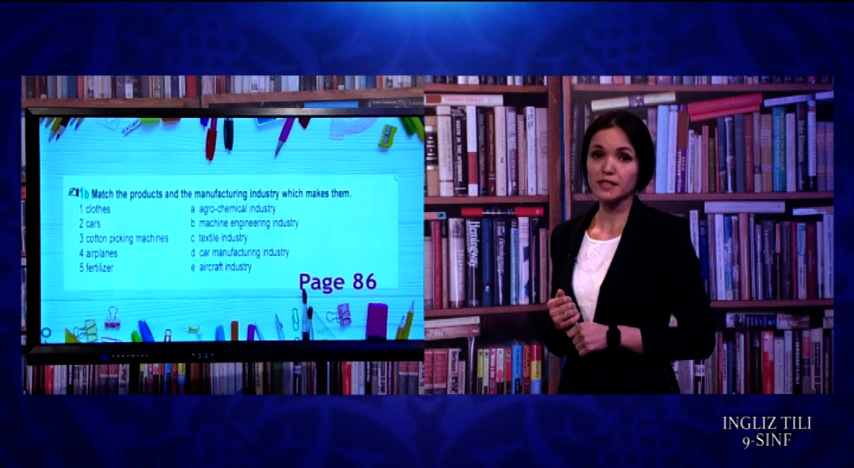 1b Match the products and the manufacturing industry which makes them.
1 clothes a agro-chemical industry
2 cars b machine engineering industry
3 cotton picking machines c textile industry
4 airplanes d car manufacturing industry
5 fertilizer e aircraft industry
Page 86
Hemingway
INGLIZ TILI
9-SINF